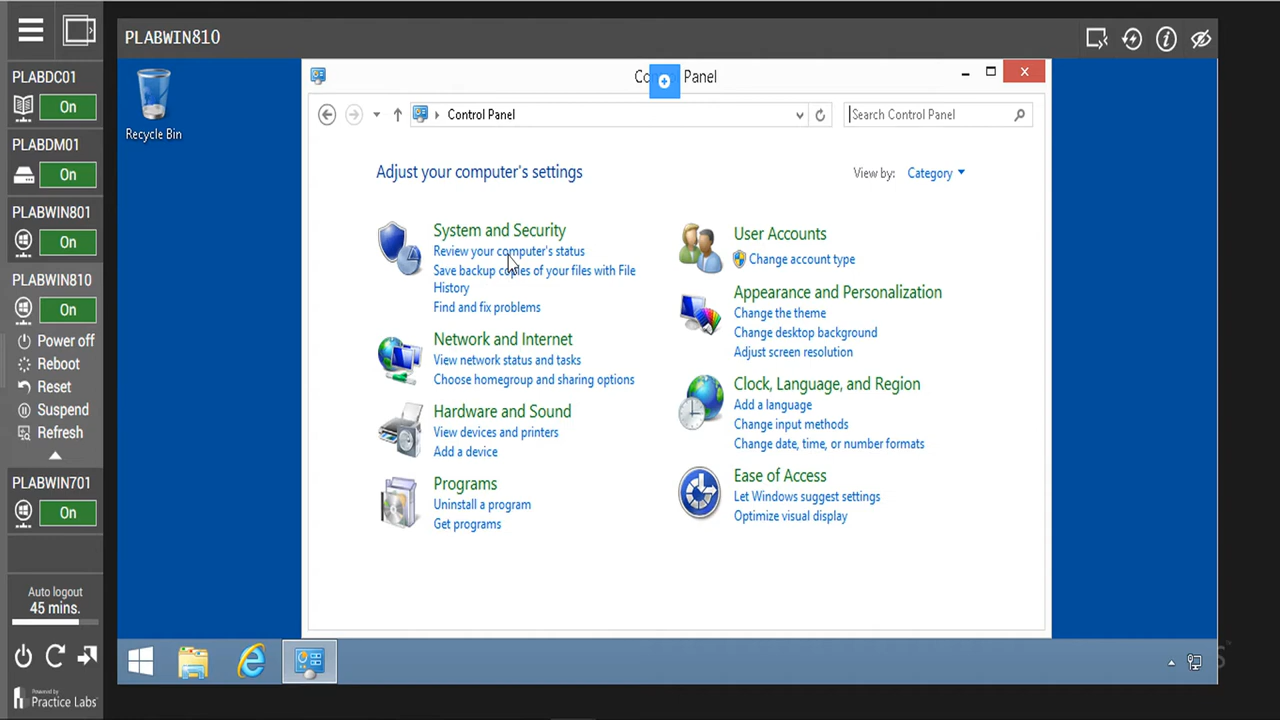 PLABWIN810
PLABDC01
On
PLABDM01
On
PLABWIN801
On
PLABWIN810
On
Power off
Reboot
Reset
Suspend
Refresh
PLABWIN701
On
Auto logout
45 mins.
Powered by
Practice Labs
Recycle Bin
Panel
Control Panel
Search Control Panel
Adjust your computer's settings
View by: Category
System and Security
Review your computer's status
Save backup copies of your files with File
History
Find and fix problems
Network and Internet
View network status and tasks
Choose homegroup and sharing options
Hardware and Sound
View devices and printers
Add a device
Programs
Uninstall a program
Get programs
User Accounts
Change account type
Appearance and Personalization
Change the theme
Change desktop background
Adjust screen resolution
Clock, Language, and Region
Add a language
Change input methods
Change date, time, or number formats
Ease of Access
Let Windows suggest settings
Optimize visual display